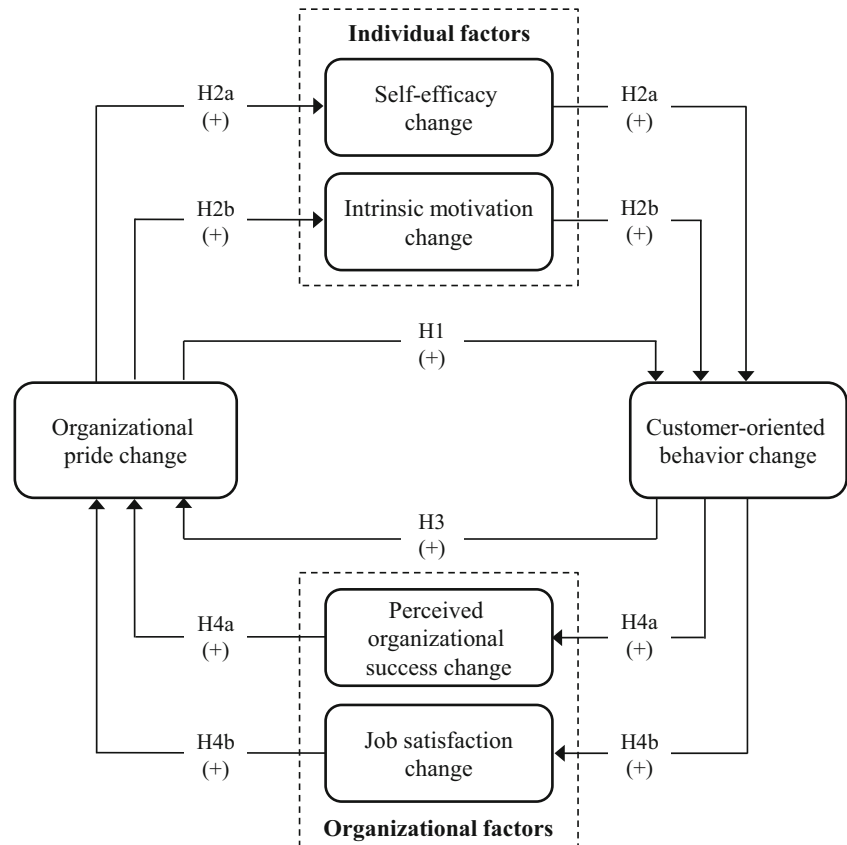 Individual factors
H2a
(+)
Self-efficacy
change
H2a
(+)
H2b
(+)
Intrinsic motivation
change
H2b
(+)
H1
(+)
Organizational
pride change
Customer-oriented
behavior change
H3
(+)
H4a
(+)
Perceived
organizational
success change
H4a
(+)
H4b
(+)
Job satisfaction
change
H4b
(+)
Organizational factors